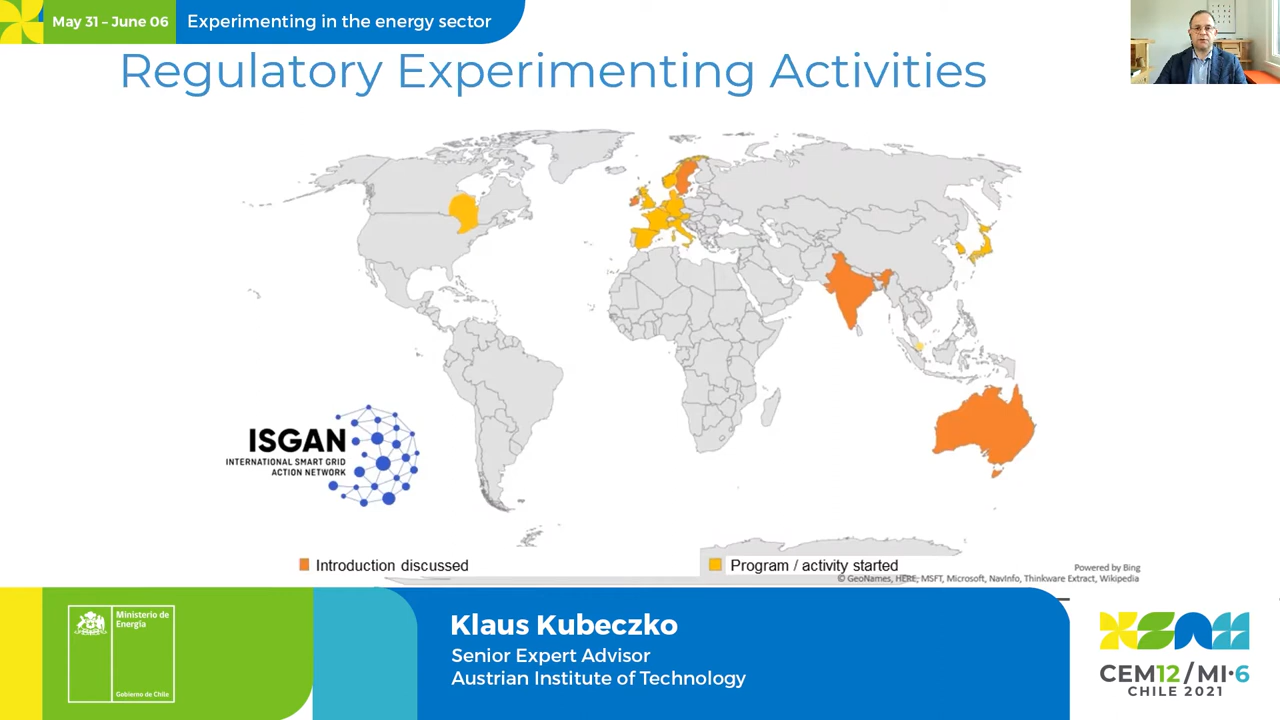 May 31 – June 06
Experimenting in the energy sector
Regulatory Experimenting Activities
ISGAN
INTERNATIONAL SMART GRID
ACTION NETWORK
Introduction discussed
Program / activity started
Powered by Bing
© GeoNames, HERE, MSFT, Microsoft, NavInfo, Thinkware Extract, Wikipedia
Ministerio de
Energía
Gobierno de Chile
Klaus Kubeczko
Senior Expert Advisor
Austrian Institute of Technology
CEM12/MI·6
CHILE 2021